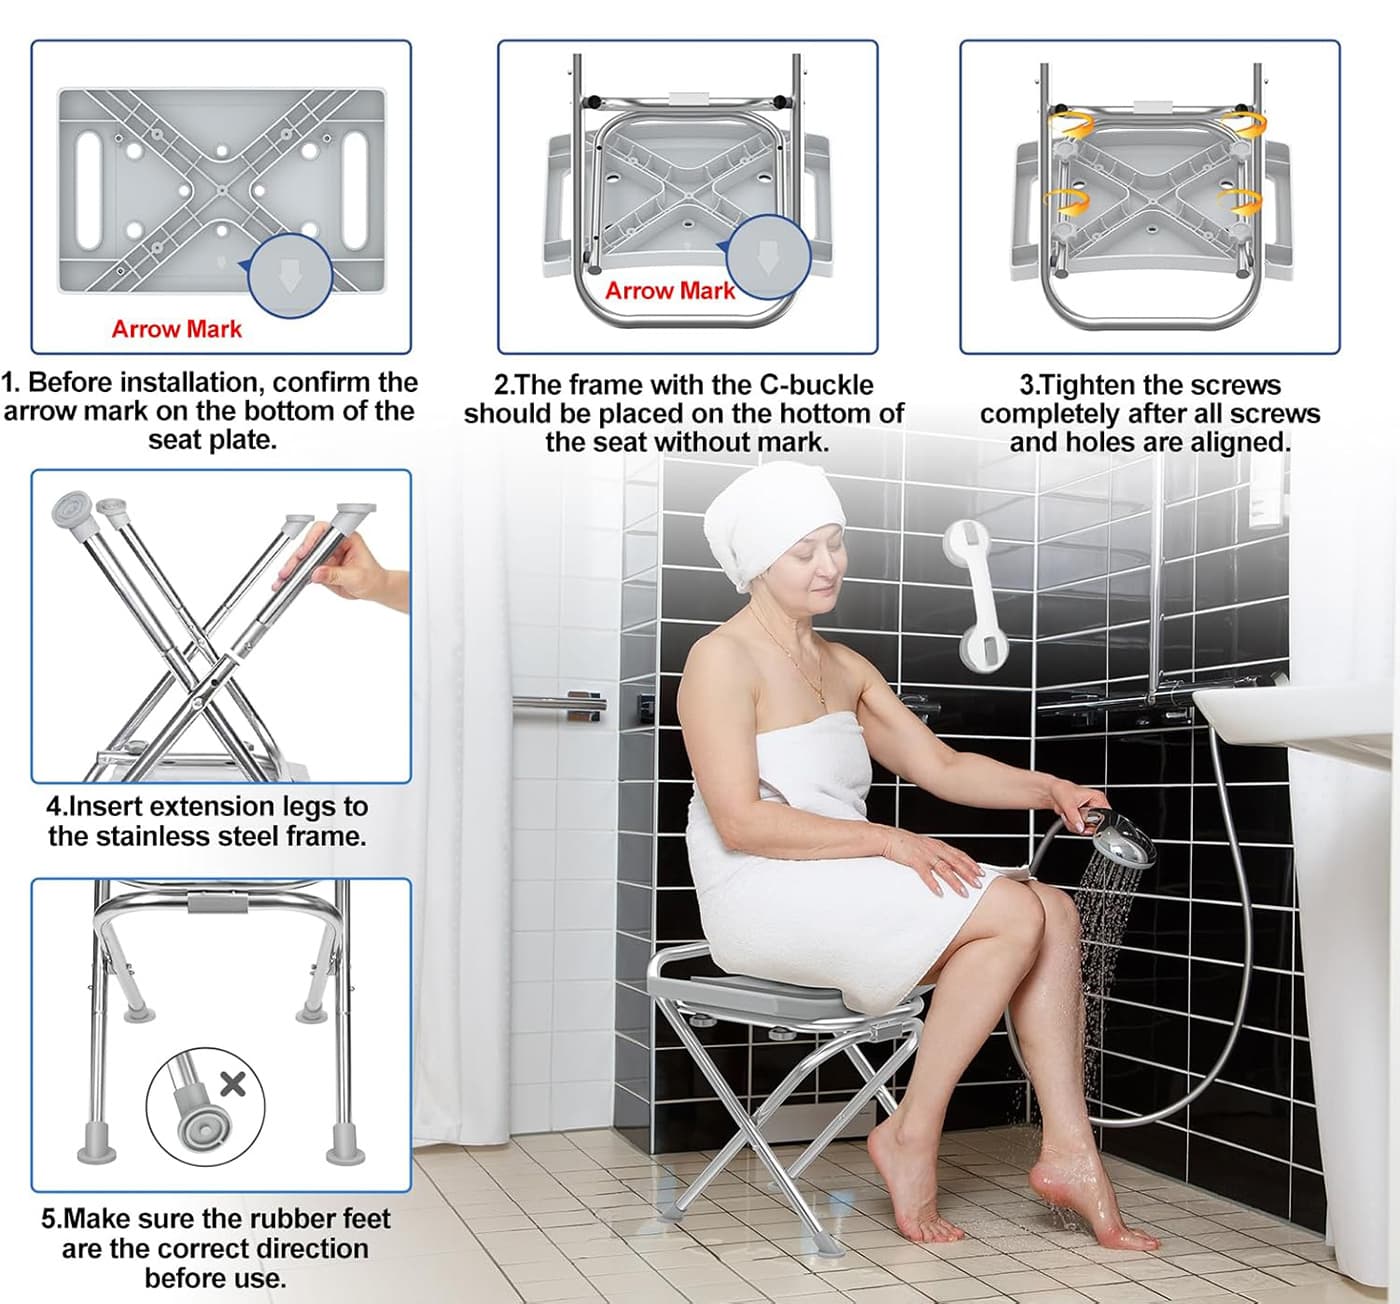 Arrow Mark
1. Before installation, confirm the
arrow mark on the bottom of the
seat plate.
Arrow Mark
2.The frame with the C-buckle
should be placed on the hottom of
the seat without mark.
3.Tighten the screws
completely after all screws
and holes are aligned.
4.Insert extension legs to
the stainless steel frame.
5.Make sure the rubber feet
are the correct direction
before use.